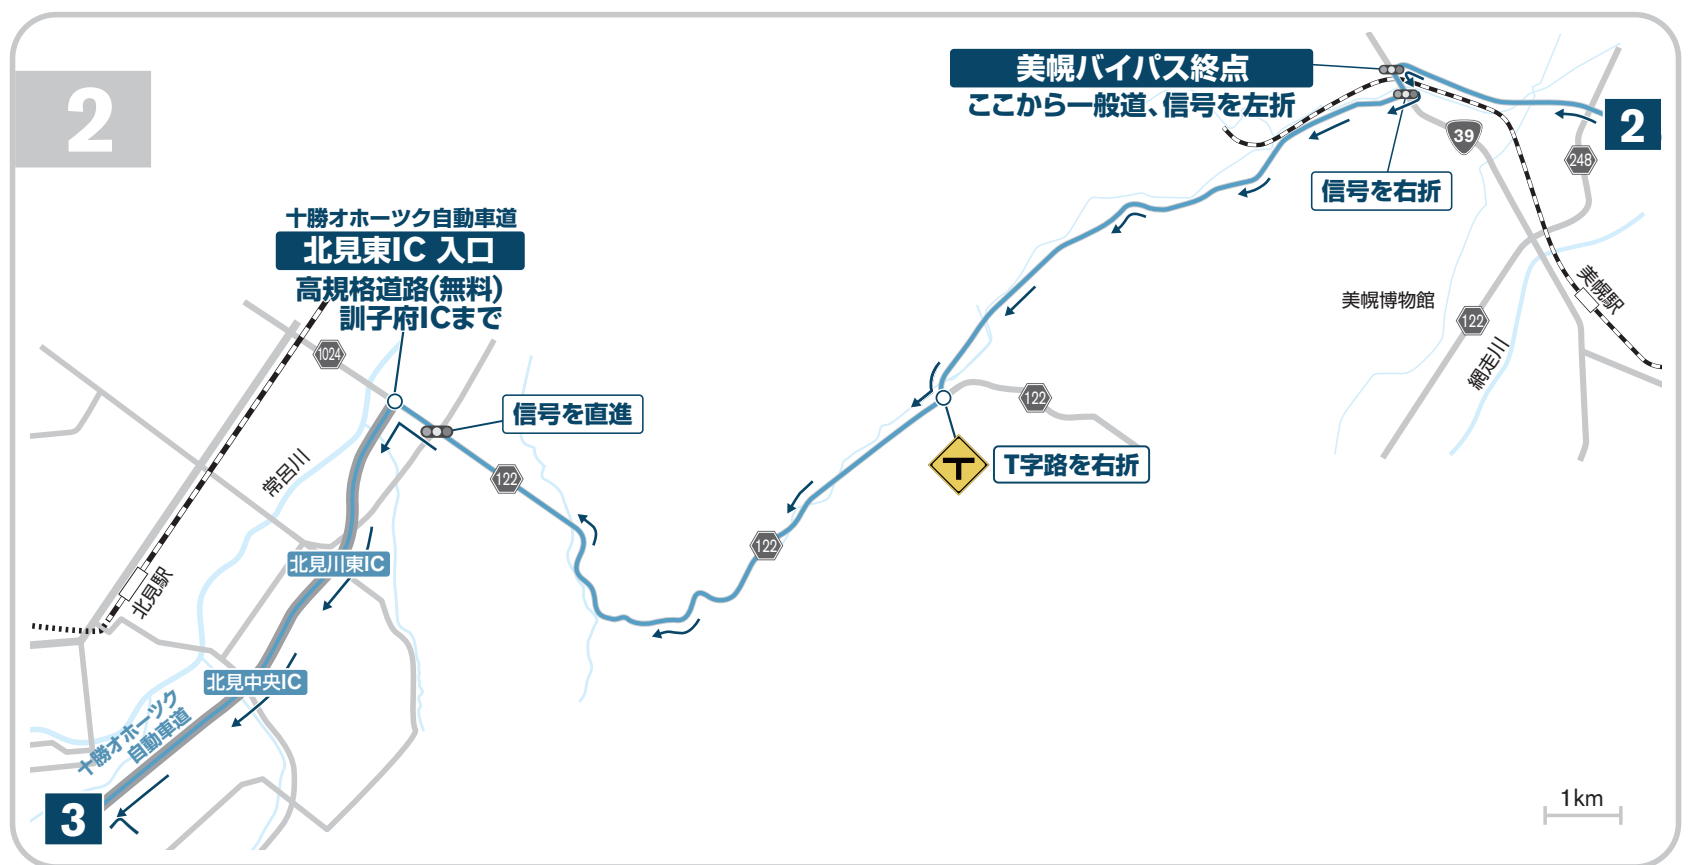 2
美幌バイパス終点
ここから一般道、信号を左折
2
39
248
信号を右折
十勝オホーツク自動車道
北見東IC 入口
高規格道路(無料)
訓子府ICまで
美幌駅
美幌博物館
122
網走川
1024
122
信号を直進
T
T字路を右折
常呂川
122
122
北見川東IC
北見駅
北見中央IC
十勝オホーツク
自動車道
3
1km